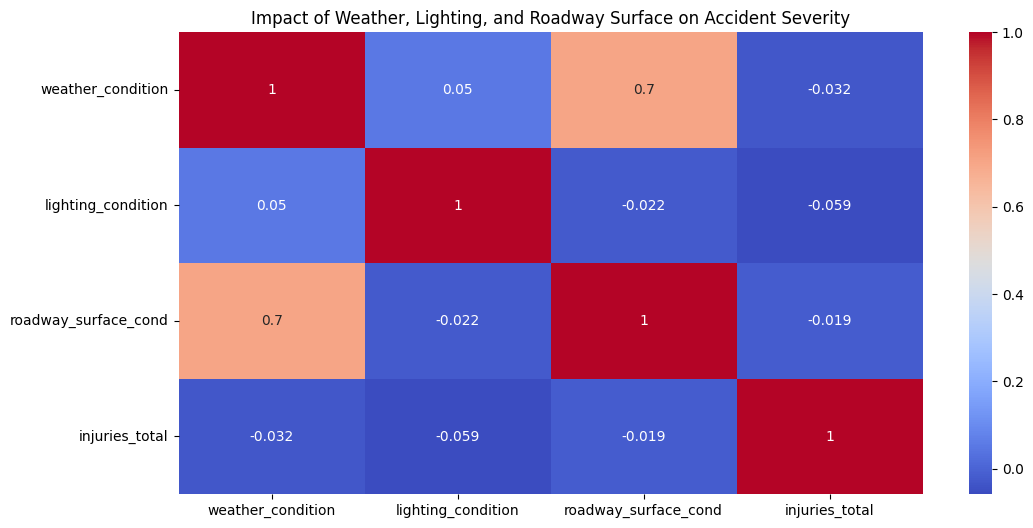 Impact of Weather, Lighting, and Roadway Surface on Accident Severity
weather_condition
1
0.05
0.7
-0.032
lighting_condition
0.05
1
-0.022
-0.059
roadway_surface_cond
0.7
-0.022
1
-0.019
injuries_total
-0.032
-0.059
-0.019
1
weather_condition
lighting_condition
roadway_surface_cond
injuries_total
1.0
0.8
0.6
0.4
0.2
0.0